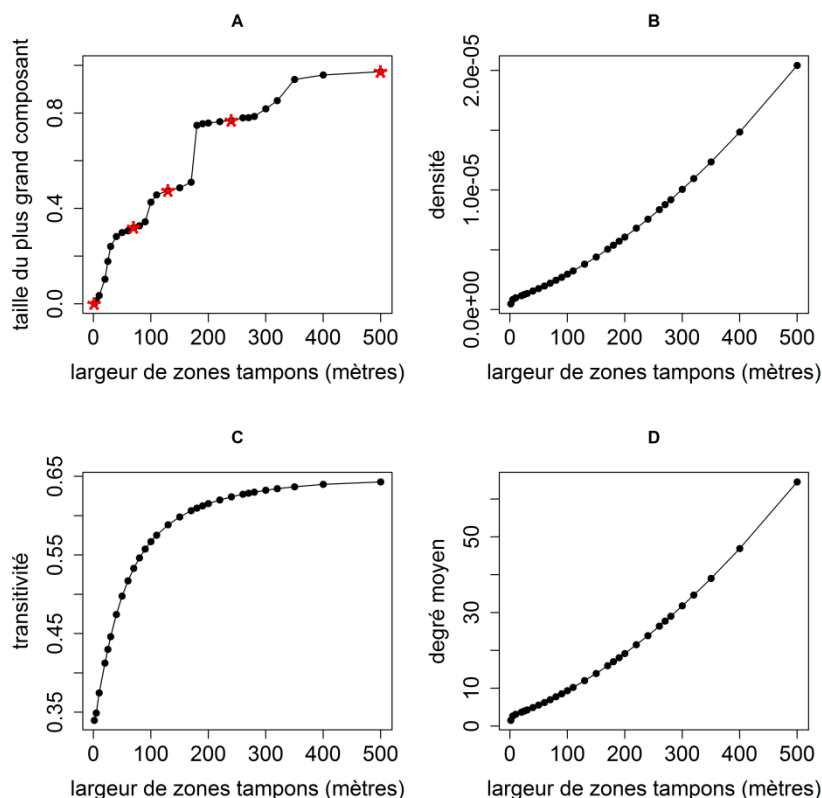 A
taille du plus grand composant
0.0 0.4 0.8
0 100 200 300 400 500
largeur de zones tampons (mètres)
B
densité
0.0e+00 1.0e-05 2.0e-05
0 100 200 300 400 500
largeur de zones tampons (mètres)
C
transitivité
0.35 0.45 0.55 0.65
0 100 200 300 400 500
largeur de zones tampons (mètres)
D
degré moyen
0 10 30 50
0 100 200 300 400 500
largeur de zones tampons (mètres)